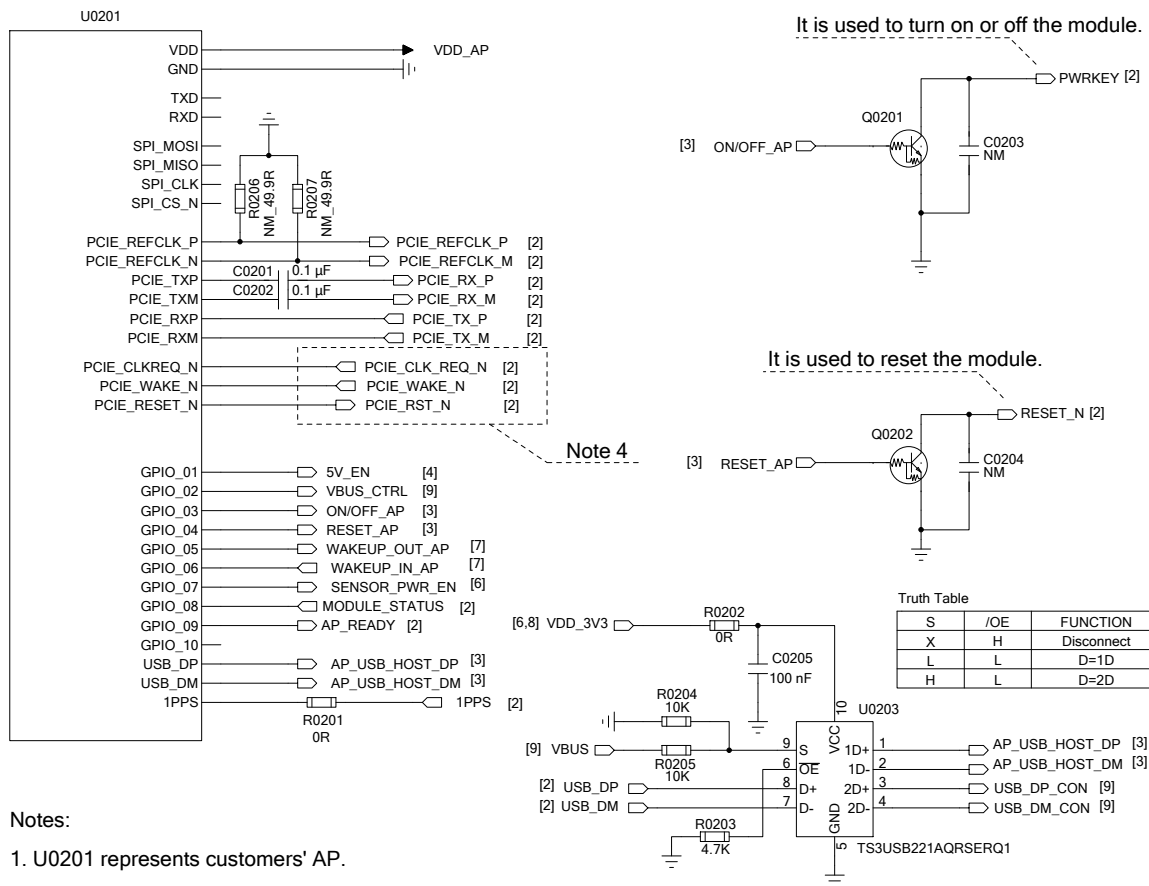 U0201
VDD
VDD_AP
GND
TXD
RXD
SPI_MOSI
SPI_MISO
SPI_CLK
SPI_CS_N
R0206
NM_49.9R
R0207
NM_49.9R
PCIE_REFCLK_P
PCIE_REFCLK_P [2]
PCIE_REFCLK_N
PCIE_REFCLK_M [2]
PCIE_TXP
C0201
0.1 µF
PCIE_RX_P [2]
PCIE_TXM
C0202
0.1 µF
PCIE_RX_M [2]
PCIE_RXP
PCIE_TX_P [2]
PCIE_RXM
PCIE_TX_M [2]
PCIE_CLKREQ_N
PCIE_CLK_REQ_N [2]
PCIE_WAKE_N
PCIE_WAKE_N [2]
PCIE_RESET_N
PCIE_RST_N [2]
Note 4
GPIO_01
5V_EN [4]
GPIO_02
VBUS_CTRL [9]
GPIO_03
ON/OFF_AP [3]
GPIO_04
RESET_AP [3]
GPIO_05
WAKEUP_OUT_AP [7]
GPIO_06
WAKEUP_IN_AP [7]
GPIO_07
SENSOR_PWR_EN [6]
GPIO_08
MODULE_STATUS [2]
GPIO_09
AP_READY [2]
GPIO_10
USB_DP
AP_USB_HOST_DP [3]
USB_DM
AP_USB_HOST_DM [3]
1PPS
R0201
0R
1PPS [2]
It is used to turn on or off the module.
PWRKEY [2]
Q0201
[3] ON/OFF_AP
C0203
NM
It is used to reset the module.
RESET_N [2]
Q0202
[3] RESET_AP
C0204
NM
Truth Table
S /OE FUNCTION
X H Disconnect
L L D=1D
H L D=2D
[6,8] VDD_3V3
R0202
0R
C0205
100 nF
R0204
10K
[9] VBUS
R0205
10K
[2] USB_DP
[2] USB_DM
R0203
4.7K
U0203
10
VCC
9 S
6 OE
8 D+
7 D-
1D+ 1
1D- 2
2D+ 3
2D- 4
GND
5
AP_USB_HOST_DP [3]
AP_USB_HOST_DM [3]
USB_DP_CON [9]
USB_DM_CON [9]
TS3USB221AQRSERQ1
Notes:
1. U0201 represents customers' AP.